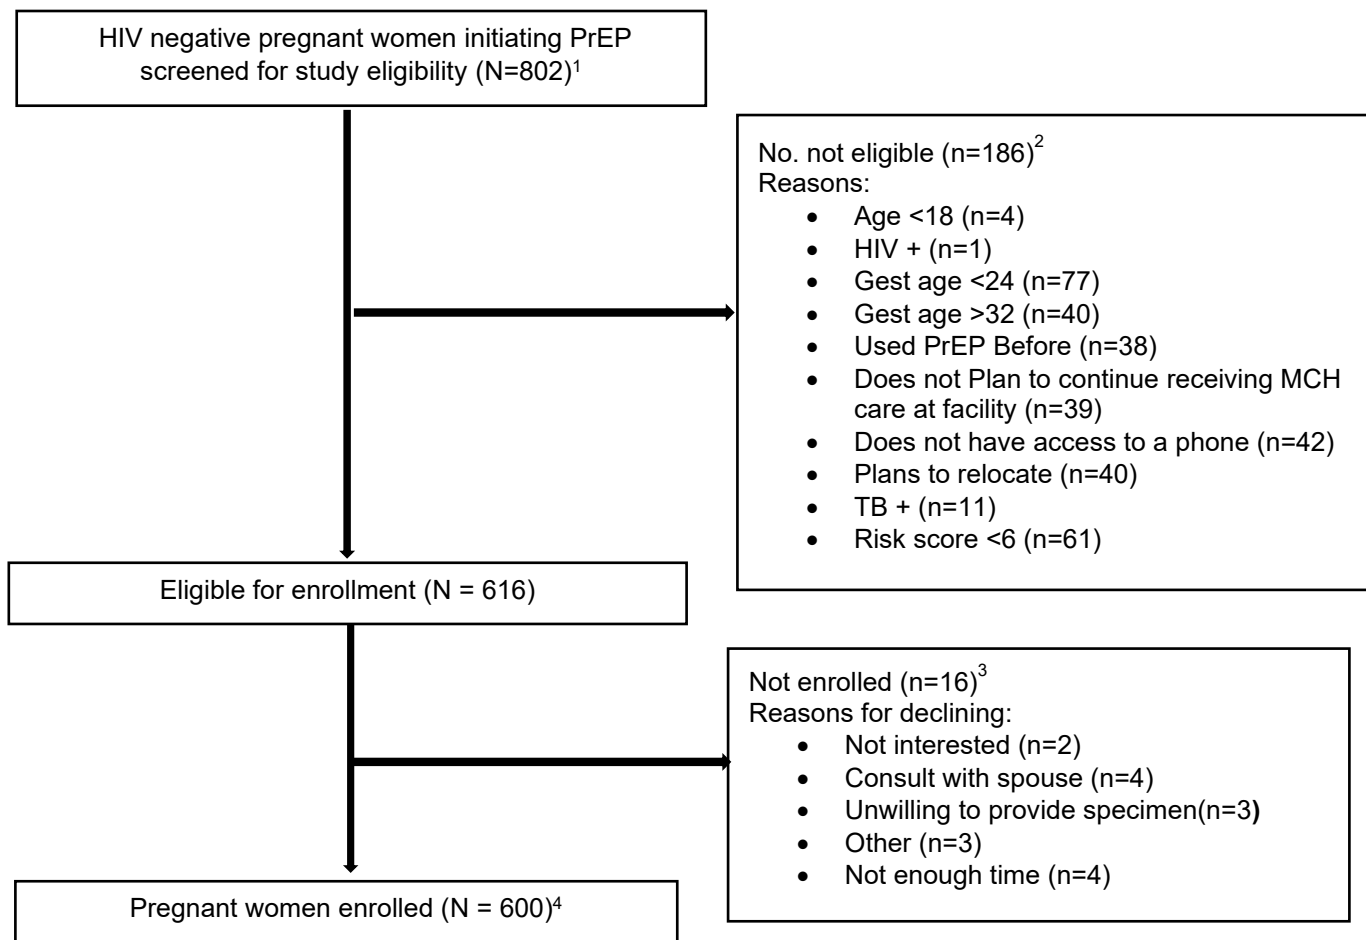 HIV negative pregnant women initiating PrEP
screened for study eligibility (N=802)¹
No. not eligible (n=186)²
Reasons:
• Age <18 (n=4)
• HIV + (n=1)
• Gest age <24 (n=77)
• Gest age >32 (n=40)
• Used PrEP Before (n=38)
• Does not Plan to continue receiving MCH
care at facility (n=39)
• Does not have access to a phone (n=42)
• Plans to relocate (n=40)
• TB + (n=11)
• Risk score <6 (n=61)
Eligible for enrollment (N = 616)
Not enrolled (n=16)³
Reasons for declining:
• Not interested (n=2)
• Consult with spouse (n=4)
• Unwilling to provide specimen(n=3)
• Other (n=3)
• Not enough time (n=4)
Pregnant women enrolled (N = 600)⁴